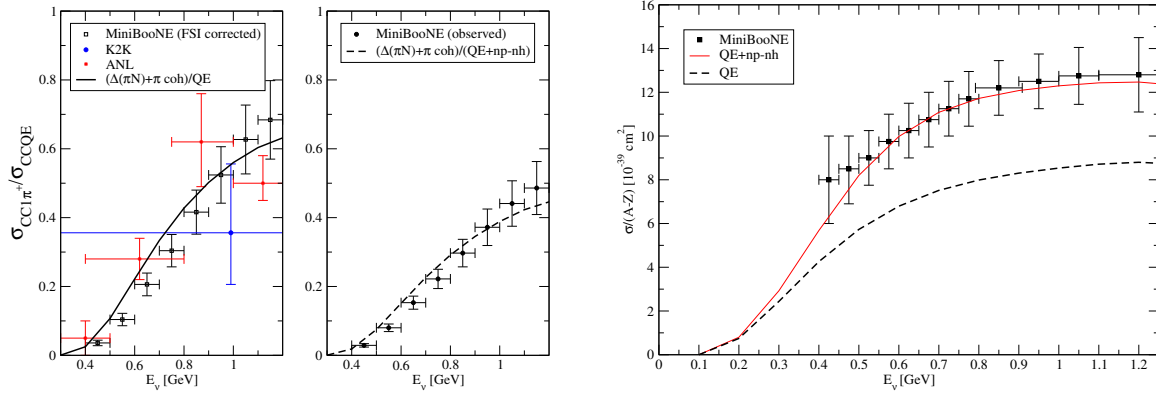 MiniBooNE (FSI corrected)
K2K
ANL
(Δ(πN)+π coh)/QE
σCC1π+/σCCQE
1
0.8
0.6
0.4
0.2
0
0.4 0.6 0.8 1
Eν [GeV]
MiniBooNE (observed)
(Δ(πN)+π coh)/(QE+np-nh)
1
0.8
0.6
0.4
0.2
0
0.4 0.6 0.8 1
Eν [GeV]
MiniBooNE
QE+np-nh
QE
σ/(A-Z) [10^-39 cm^2]
16
14
12
10
8
6
4
2
0
0 0.1 0.2 0.3 0.4 0.5 0.6 0.7 0.8 0.9 1 1.1 1.2
Eν [GeV]